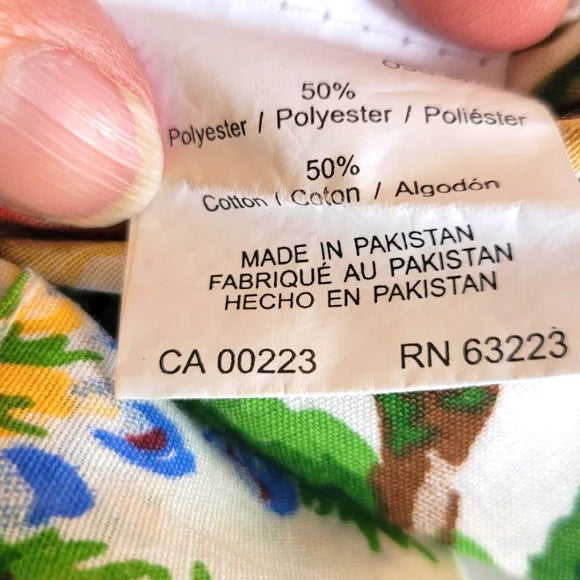 50%
Polyester / Polyester / Poliéster
50%
Cotton / Coton / Algodón
MADE IN PAKISTAN
FABRIQUÉ AU PAKISTAN
HECHO EN PAKISTAN
CA 00223 RN 63223